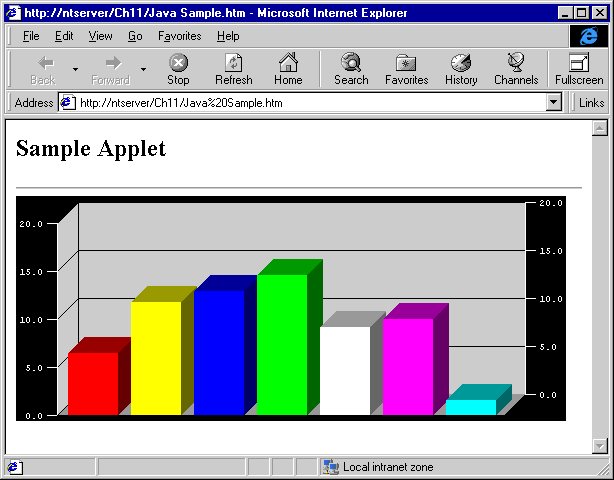 http://ntserver/Ch11/Java Sample.htm - Microsoft Internet Explorer
File Edit View Go Favorites Help
Back Forward Stop Refresh Home Search Favorites History Channels Fullscreen
Address http://ntserver/Ch11/Java%20Sample.htm Links
Sample Applet
20.0 20.0
15.0 15.0
10.0 10.0
5.0 5.0
0.0 0.0
Local intranet zone